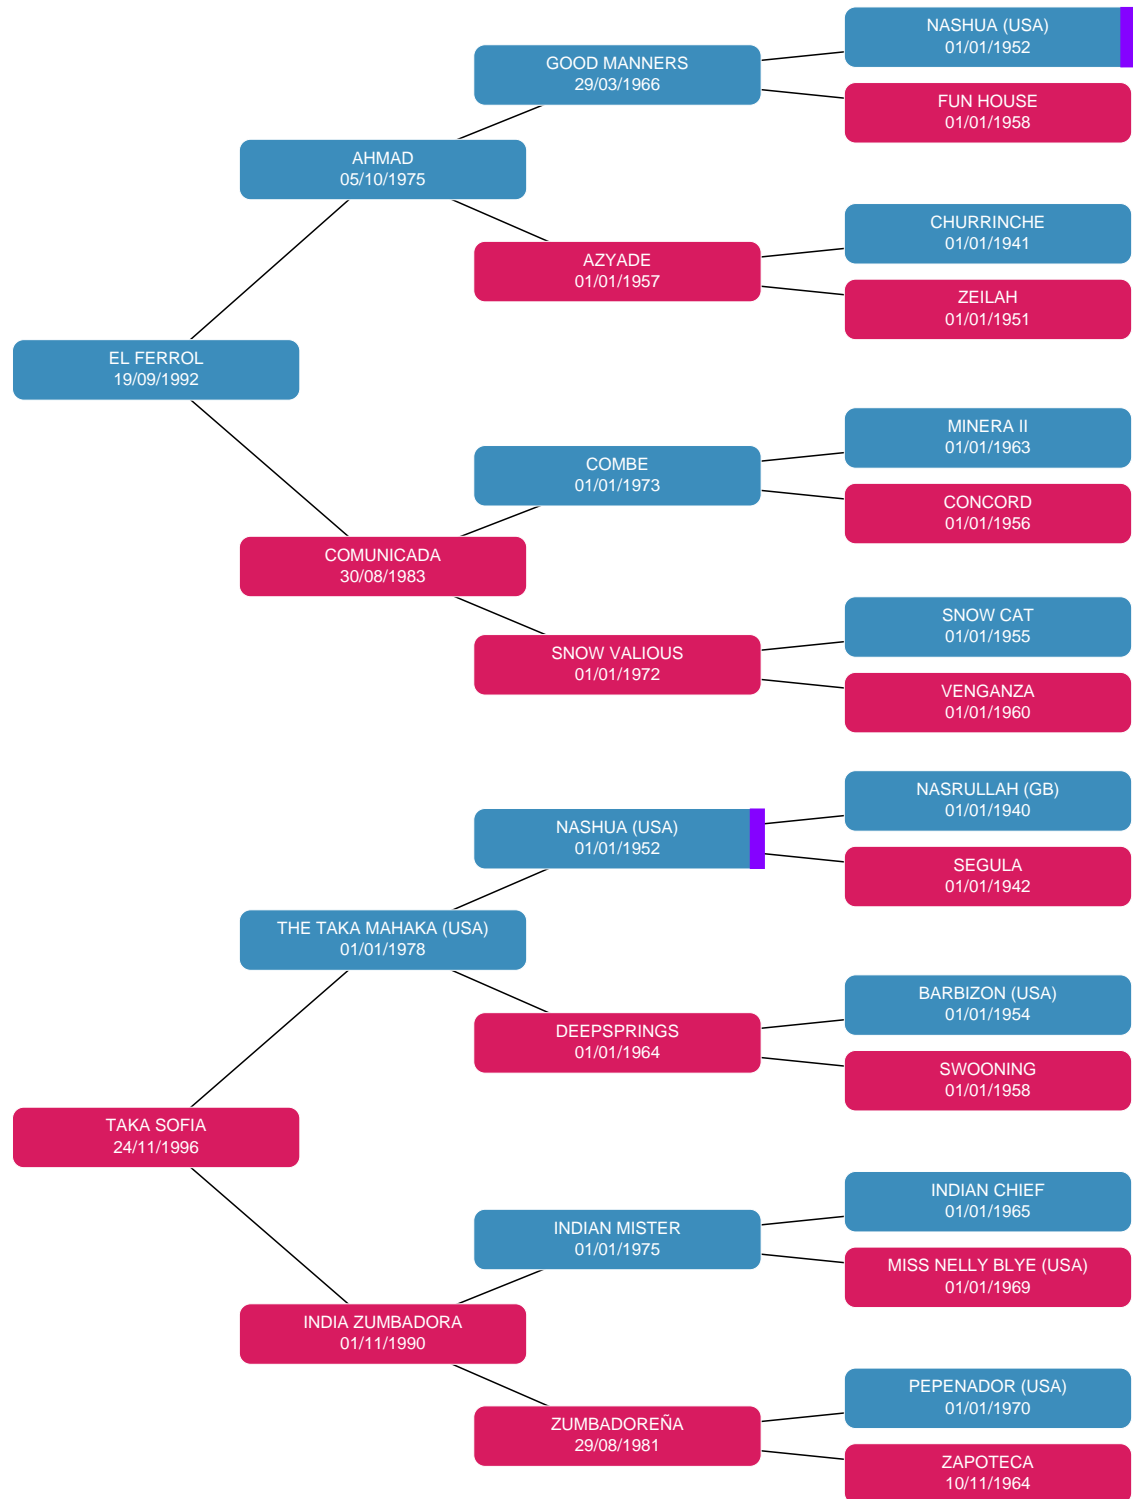 NASHUA (USA)
01/01/1952
GOOD MANNERS
29/03/1966
FUN HOUSE
01/01/1958
AHMAD
05/10/1975
CHURRINCHE
01/01/1941
AZYADE
01/01/1957
ZEILAH
01/01/1951
EL FERROL
19/09/1992
MINERA II
01/01/1963
COMBE
01/01/1973
CONCORD
01/01/1956
COMUNICADA
30/08/1983
SNOW CAT
01/01/1955
SNOW VALIOUS
01/01/1972
VENGANZA
01/01/1960
NASRULLAH (GB)
01/01/1940
NASHUA (USA)
01/01/1952
SEGULA
01/01/1942
THE TAKA MAHAKA (USA)
01/01/1978
BARBIZON (USA)
01/01/1954
DEEPSPRINGS
01/01/1964
SWOONING
01/01/1958
TAKA SOFIA
24/11/1996
INDIAN CHIEF
01/01/1965
INDIAN MISTER
01/01/1975
MISS NELLY BLYE (USA)
01/01/1969
INDIA ZUMBADORA
01/11/1990
PEPENADOR (USA)
01/01/1970
ZUMBADOREÑA
29/08/1981
ZAPOTECA
10/11/1964